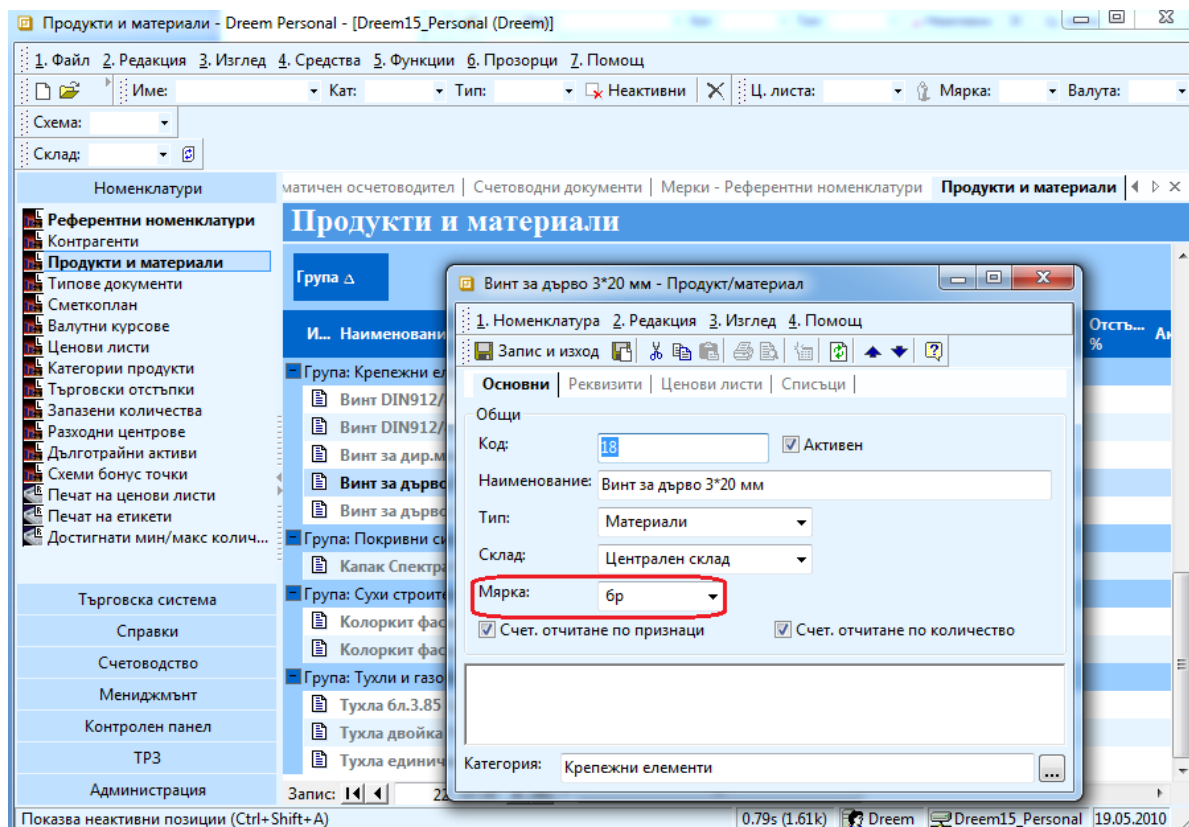 Продукти и материали - Dreem Personal - [Dreem15_Personal (Dreem)]
1. Файл 2. Редакция 3. Изглед 4. Средства 5. Функции 6. Прозорци 7. Помощ
Име: Кат: Тип: Неактивни Ц. листа: Мярка: Валута:
Схема:
Склад:
Номенклатури
Референтни номенклатури
Контрагенти
Продукти и материали
Типове документи
Сметкоплан
Валутни курсове
Ценови листи
Категории продукти
Търговски отстъпки
Запазени количества
Разходни центрове
Дълготрайни активи
Схеми бонус точки
Печат на ценови листи
Печат на етикети
Достигнати мин/макс колич...
Търговска система
Справки
Счетоводство
Мениджмънт
Контролен панел
ТРЗ
Администрация
матичен осчетоводител | Счетоводни документи | Мерки - Референтни номенклатури Продукти и материали
Продукти и материали
Група
И... Наименовани
Отстъ... %
Ак
Група: Крепежни ел
Винт DIN912/
Винт DIN912/
Винт за дир.м
Винт за дърво
Винт за дърво
Група: Покривни си
Капак Спектра
Група: Сухи строите
Колоркит фас
Колоркит фас
Група: Тухли и газо
Тухла бл.3.85
Тухла двойка
Тухла единич
Запис: 22
Винт за дърво 3*20 мм - Продукт/материал
1. Номенклатура 2. Редакция 3. Изглед 4. Помощ
Запис и изход
Основни | Реквизити | Ценови листи | Списъци |
Общи
Код: 18 Активен
Наименование: Винт за дърво 3*20 мм
Тип: Материали
Склад: Централен склад
Мярка: бр
Счет. отчитане по признаци Счет. отчитане по количество
Категория: Крепежни елементи ...
Показва неактивни позиции (Ctrl+Shift+A) 0.79s (1.61k) Dreem Dreem15_Personal 19.05.2010